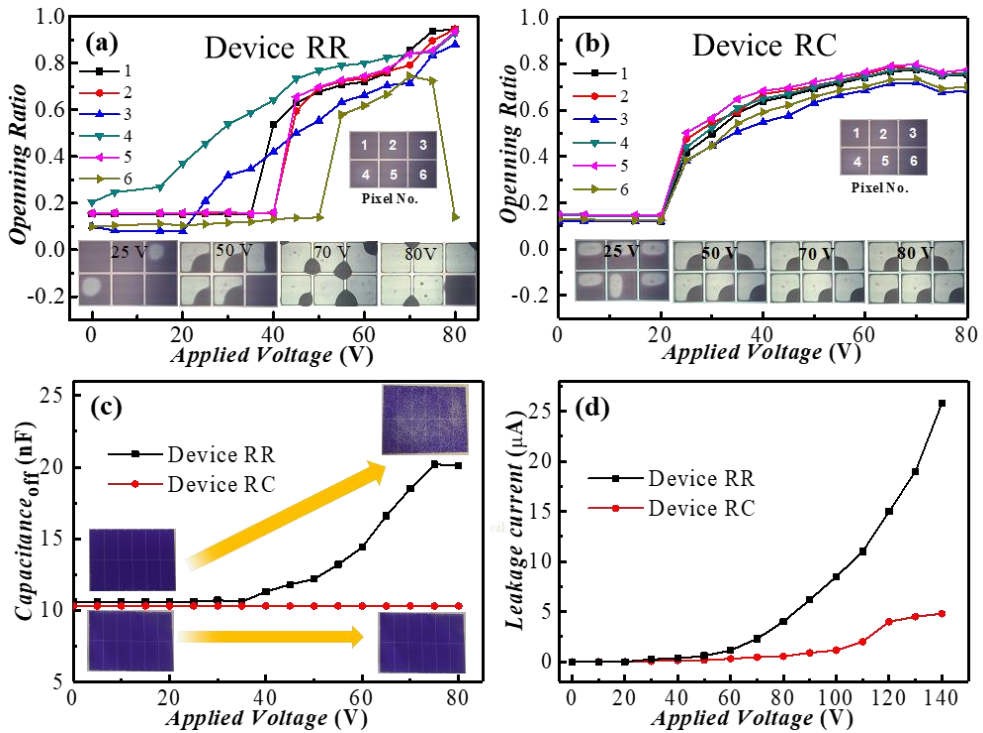 (a) Device RR
Openning Ratio
1.0
0.8
0.6
0.4
0.2
0.0
-0.2
1
2
3
4
5
6
1 2 3
4 5 6
Pixel No.
25 V 50 V 70 V 80V
0 20 40 60 80
Applied Voltage (V)
(b) Device RC
Openning Ratio
1.0
0.8
0.6
0.4
0.2
0.0
-0.2
1
2
3
4
5
6
1 2 3
4 5 6
Pixel No.
25 V 50 V 70 V 80 V
0 20 40 60 80
Applied Voltage (V)
(c)
Capacitance off (nF)
25
20
15
10
5
Device RR
Device RC
0 20 40 60 80
Applied Voltage (V)
(d)
Leakage current (μA)
25
20
15
10
5
0
Device RR
Device RC
0 20 40 60 80 100 120 140
Applied Voltage (V)